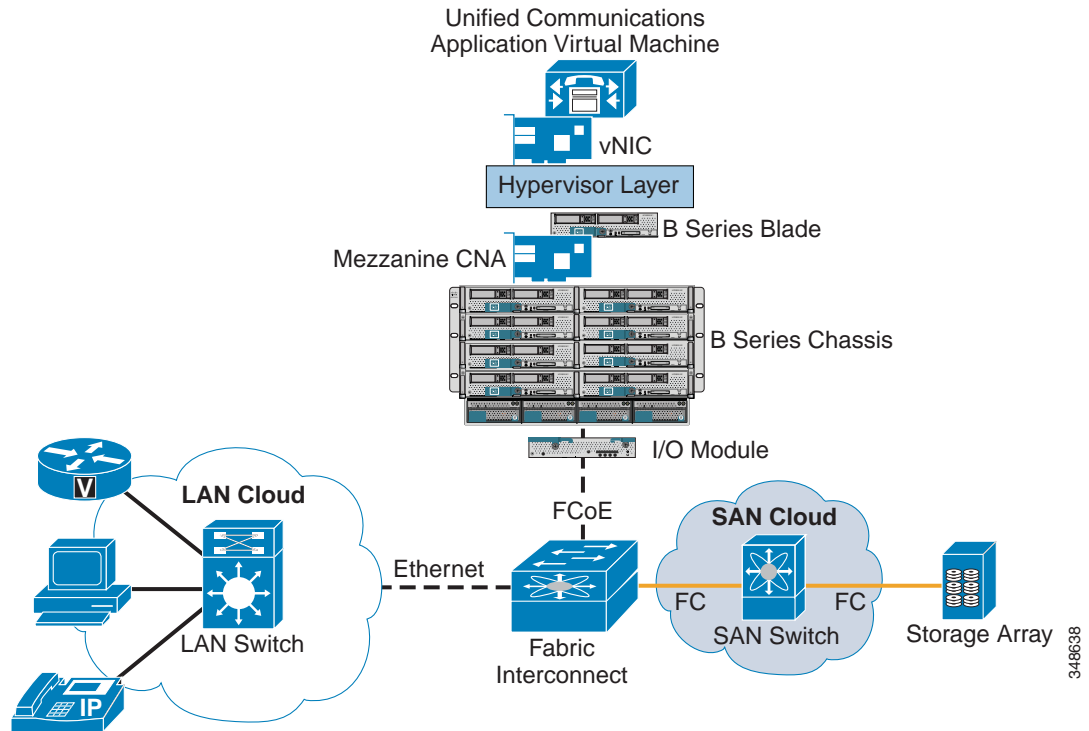 Unified Communications
Application Virtual Machine
vNIC
Hypervisor Layer
B Series Blade
Mezzanine CNA
B Series Chassis
I/O Module
FCoE
LAN Cloud
SAN Cloud
V
Ethernet
FC
FC
LAN Switch
Fabric
Interconnect
SAN Switch
Storage Array
IP
348638